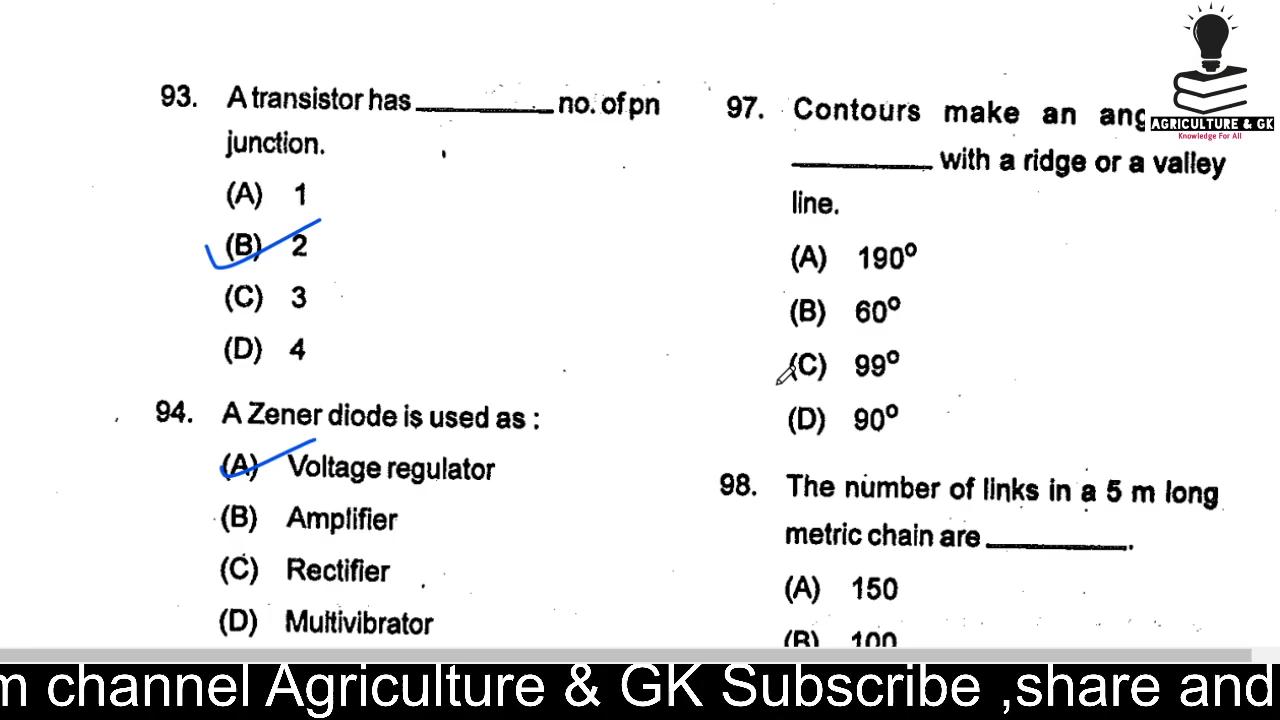 AGRICULTURE & GK
Knowledge For All
93. A transistor has ________ no. of pn
junction.
(A) 1
(B) 2
(C) 3
(D) 4
94. A Zener diode is used as :
(A) Voltage regulator
(B) Amplifier
(C) Rectifier
(D) Multivibrator
97. Contours make an ang
________ with a ridge or a valley
line.
(A) 190°
(B) 60°
(C) 99°
(D) 90°
98. The number of links in a 5 m long
metric chain are ________.
(A) 150
(B) 100
m channel Agriculture & GK Subscribe ,share and